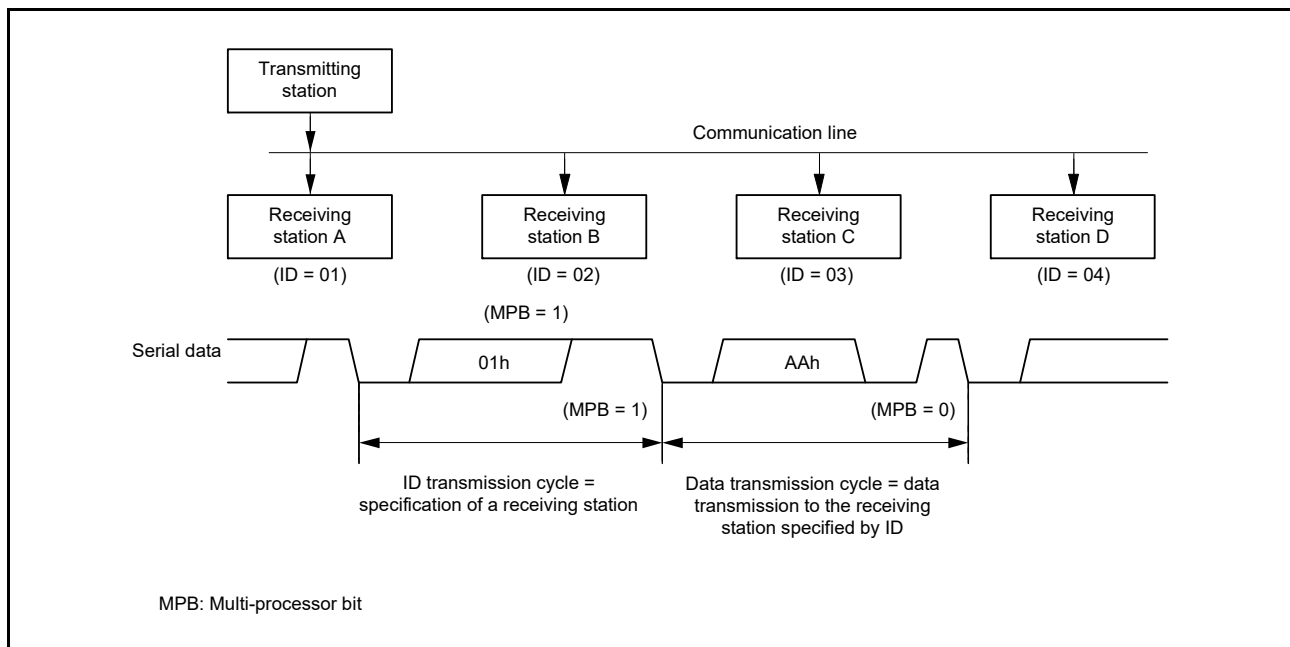 Transmitting
station
Communication line
Receiving
station A
Receiving
station B
Receiving
station C
Receiving
station D
(ID = 01)
(ID = 02)
(ID = 03)
(ID = 04)
(MPB = 1)
Serial data
01h
AAh
(MPB = 1)
(MPB = 0)
ID transmission cycle =
specification of a receiving station
Data transmission cycle = data
transmission to the receiving
station specified by ID
MPB: Multi-processor bit